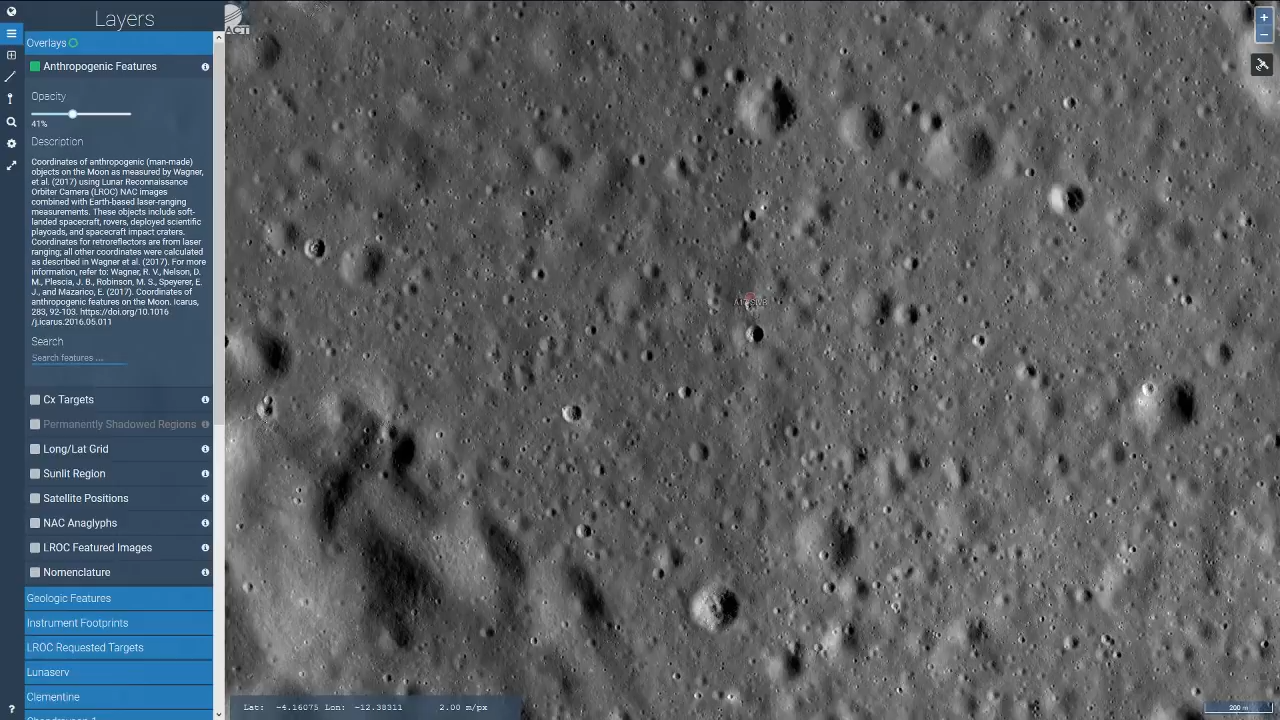 Layers
ACT
Overlays
Anthropogenic Features
Opacity
41%
Description
Coordinates of anthropogenic (man-made)
objects on the Moon as measured by Wagner,
et al. (2017) using Lunar Reconnaissance
Orbiter Camera (LROC) NAC images
combined with Earth-based laser-ranging
measurements. These objects include soft-
landed spacecraft, rovers, deployed scientific
playoads, and spacecraft impact craters.
Coordinates for retroreflectors are from laser
ranging; all other coordinates were calculated
as described in Wagner et al. (2017). For more
information, refer to: Wagner, R. V., Nelson, D.
M., Plescia, J. B., Robinson, M. S., Speyerer, E.
J., and Mazarico, E. (2017). Coordinates of
anthropogenic features on the Moon. Icarus,
283, 92-103. https://doi.org/10.1016
/j.icarus.2016.05.011
Search
Search features ...
Cx Targets
Permanently Shadowed Regions
Long/Lat Grid
Sunlit Region
Satellite Positions
NAC Anaglyphs
LROC Featured Images
Nomenclature
Geologic Features
Instrument Footprints
LROC Requested Targets
Lunaserv
Clementine
Lat: -4.16075 Lon: -12.38311 2.00 m/px
200 m